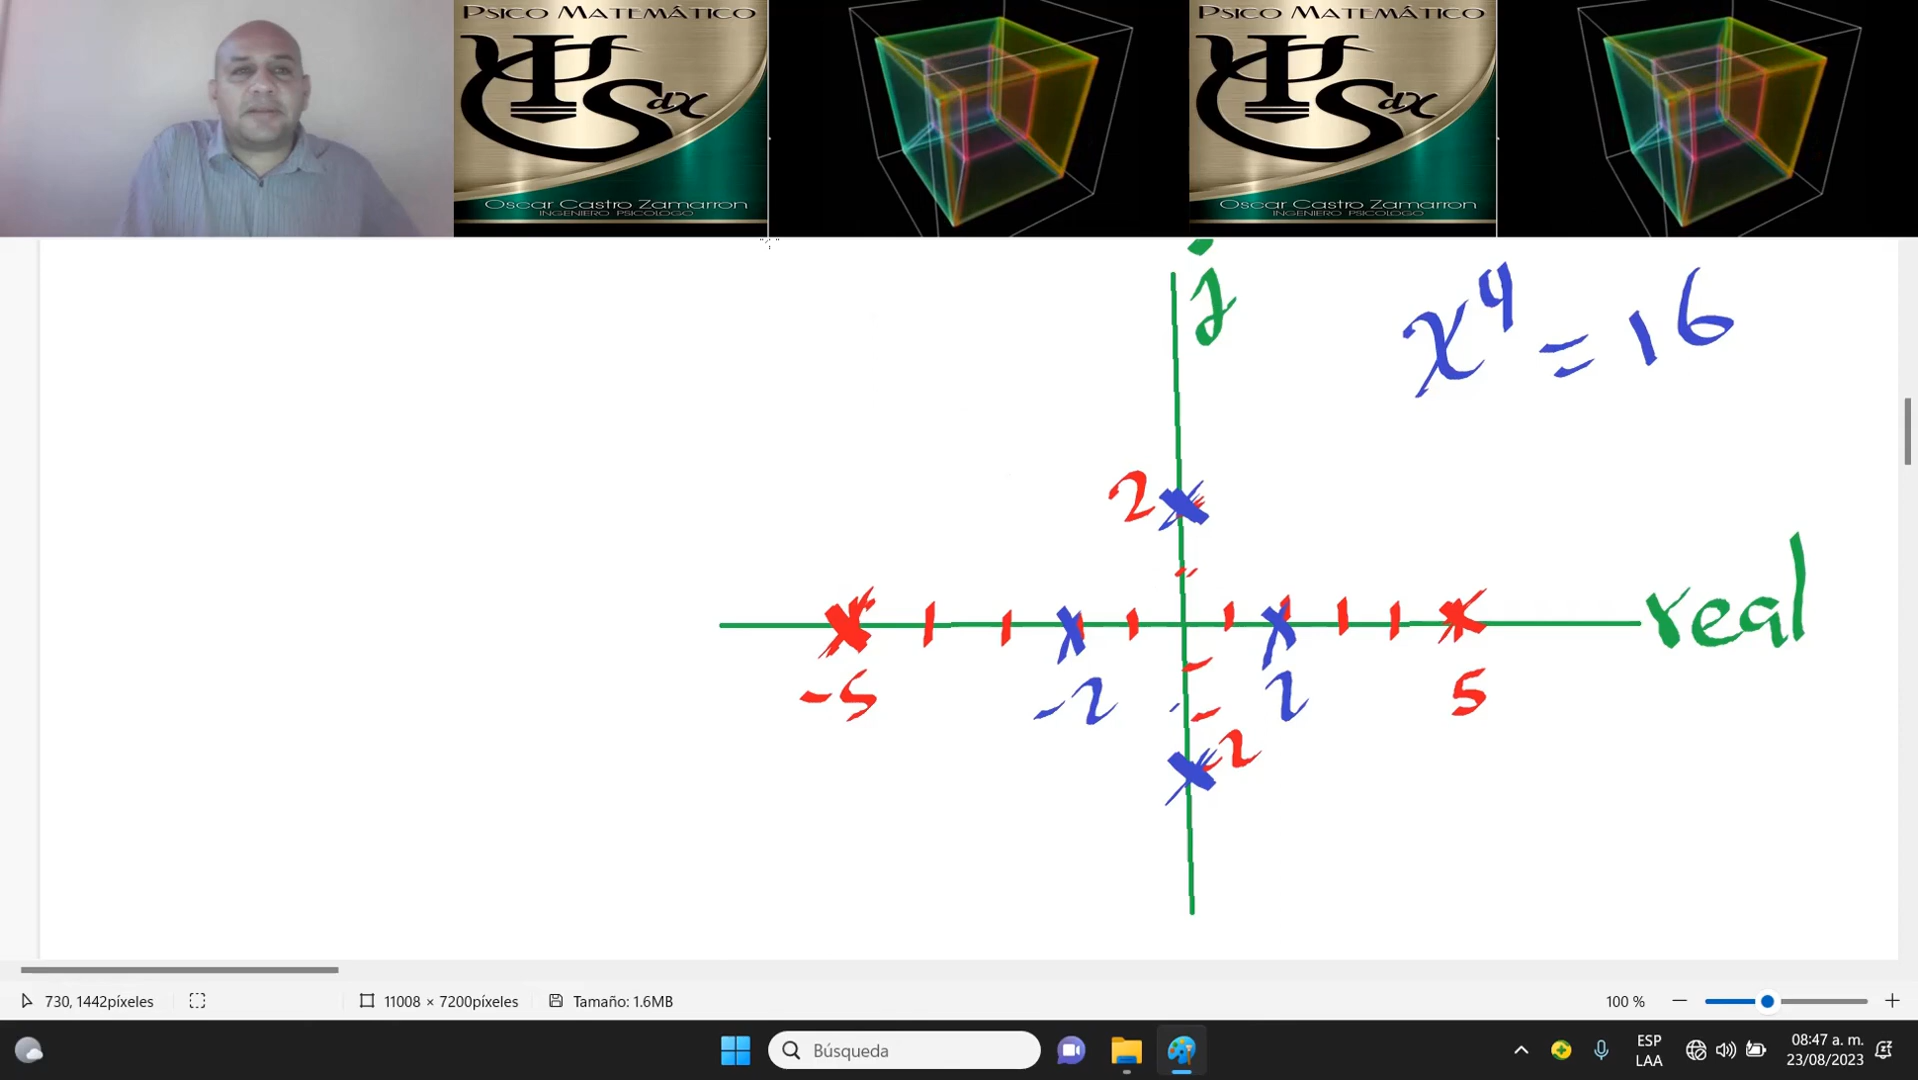 PSICO MATEMÁTICO
dx
Oscar Castro Zamarron
INGENIERO PSICOLOGO
PSICO MATEMÁTICO
dx
Oscar Castro Zamarron
INGENIERO PSICOLOGO
j
x⁴ = 16
2
real
-5
-2
2
5
-2
730, 1442píxeles
11008 × 7200píxeles
Tamaño: 1.6MB
100 %
Búsqueda
ESP
LAA
08:47 a. m.
23/08/2023